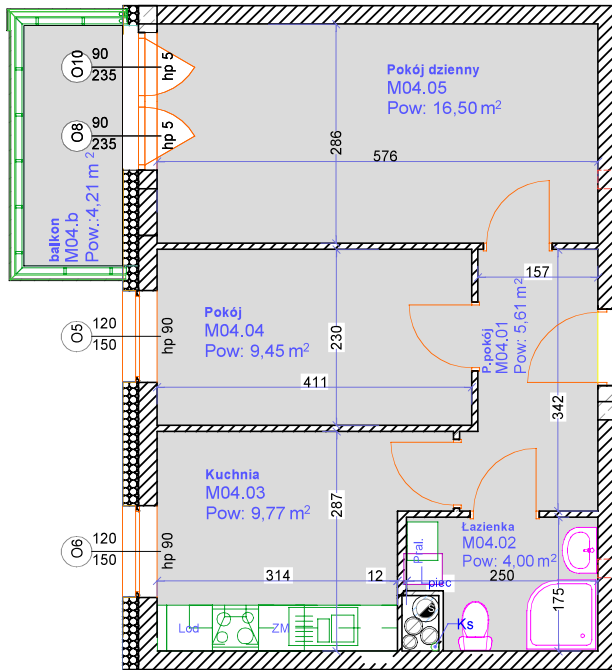 O10
90
235
hp 5
O8
90
235
hp 5
Pokój dzienny
M04.05
Pow: 16,50 m²
286
576
balkon
M04.b
Pow.:4,21 m²
157
P.pokój
M04.01
Pow: 5,61 m²
Pokój
M04.04
Pow: 9,45 m²
O5
120
150
hp 90
230
411
342
Kuchnia
M04.03
Pow: 9,77 m²
287
Łazienka
M04.02
Pow: 4,00 m²
O6
120
150
hp 90
314
12
Pral.
piec
250
175
Lod
ZM
Ks